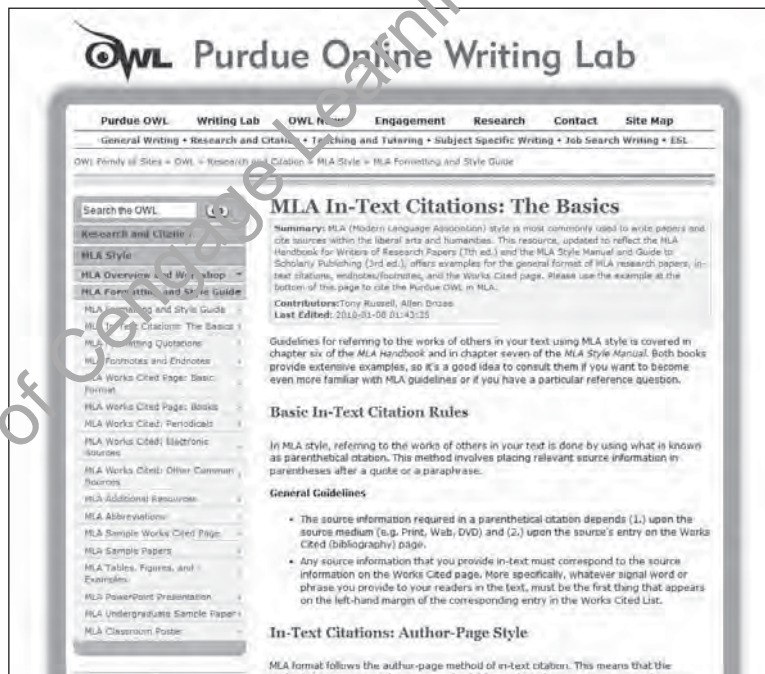 OWL Purdue Online Writing Lab
of Cengage Learning
Purdue OWL Writing Lab OWL News Engagement Research Contact Site Map
General Writing • Research and Citation • Teaching and Tutoring • Subject Specific Writing • Job Search Writing • ESL
OWL Family of Sites > OWL > Research and Citation > MLA Style > MLA Formatting and Style Guide
Search the OWL
Research and Citation
MLA Style
MLA Overview and Workshop
MLA Formatting and Style Guide
MLA Formatting and Style Guide
MLA In-Text Citations: The Basics
MLA Formatting Quotations
MLA Footnotes and Endnotes
MLA Works Cited Page: Basic
Format
MLA Works Cited Page: Books
MLA Works Cited: Periodicals
MLA Works Cited: Electronic
Sources
MLA Works Cited: Other Common
Sources
MLA Additional Resources
MLA Abbreviations
MLA Sample Works Cited Page
MLA Sample Papers
MLA Tables, Figures, and
Examples
MLA PowerPoint Presentation
MLA Undergraduate Sample Paper
MLA Classroom Poster
MLA In-Text Citations: The Basics
Summary: MLA (Modern Language Association) style is most commonly used to write papers and
cite sources within the liberal arts and humanities. This resource, updated to reflect the MLA
Handbook for Writers of Research Papers (7th ed.) and the MLA Style Manual and Guide to
Scholarly Publishing (3rd ed.), offers examples for the general format of MLA research papers, in-
text citations, endnotes/footnotes, and the Works Cited page. Please use the example at the
bottom of this page to cite the Purdue OWL in MLA.
Contributors:Tony Russell, Allen Brizee
Last Edited: 2010-01-08 01:43:35
Guidelines for referring to the works of others in your text using MLA style is covered in
chapter six of the MLA Handbook and in chapter seven of the MLA Style Manual. Both books
provide extensive examples, so it's a good idea to consult them if you want to become
even more familiar with MLA guidelines or if you have a particular reference question.
Basic In-Text Citation Rules
In MLA style, referring to the works of others in your text is done by using what is known
as parenthetical citation. This method involves placing relevant source information in
parentheses after a quote or a paraphrase.
General Guidelines
• The source information required in a parenthetical citation depends (1.) upon the
source medium (e.g. Print, Web, DVD) and (2.) upon the source's entry on the Works
Cited (bibliography) page.
• Any source information that you provide in-text must correspond to the source
information on the Works Cited page. More specifically, whatever signal word or
phrase you provide to your readers in the text, must be the first thing that appears
on the left-hand margin of the corresponding entry in the Works Cited List.
In-Text Citations: Author-Page Style
MLA format follows the author-page method of in-text citation. This means that the